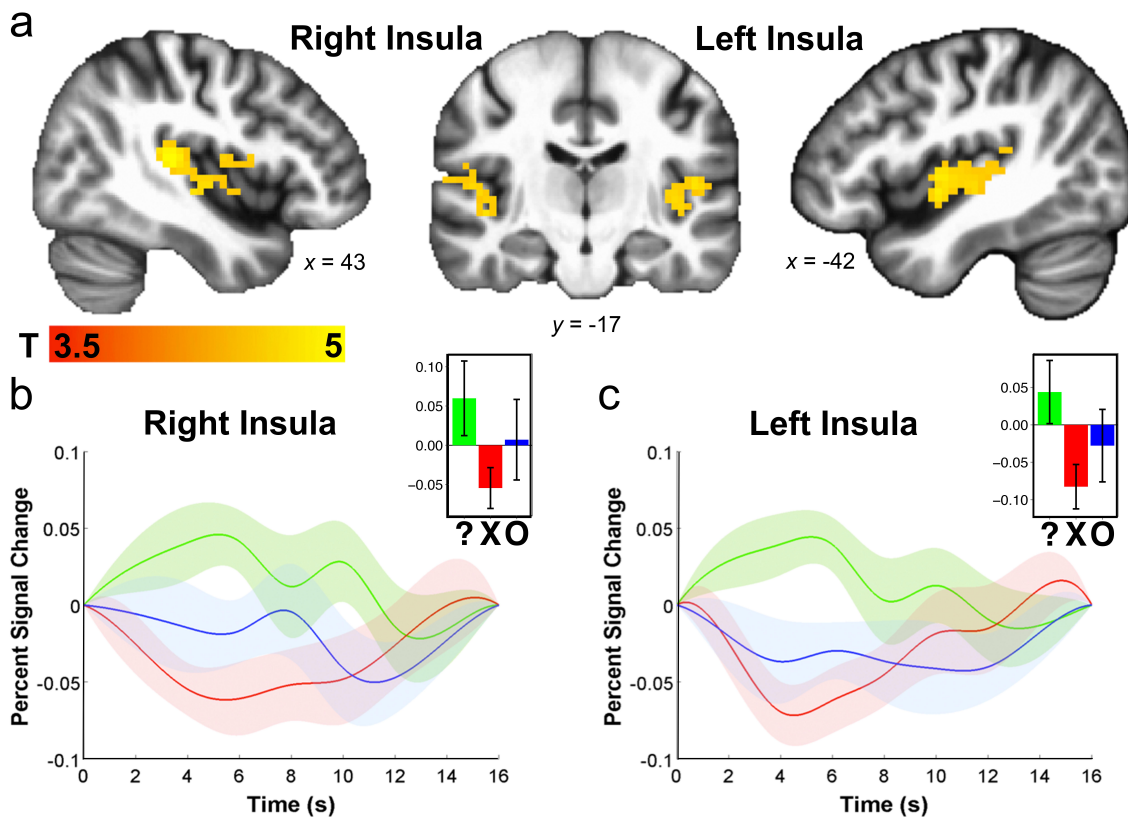 a
Right Insula
Left Insula
x = 43
x = -42
y = -17
T 3.5 5
b
Right Insula
0.10
0.05
0.00
−0.05
? X O
Percent Signal Change
0.1
0.05
0
-0.05
-0.1
0 2 4 6 8 10 12 14 16
Time (s)
c
Left Insula
0.05
0.00
−0.05
−0.10
? X O
Percent Signal Change
0.1
0.05
0
-0.05
-0.1
0 2 4 6 8 10 12 14 16
Time (s)